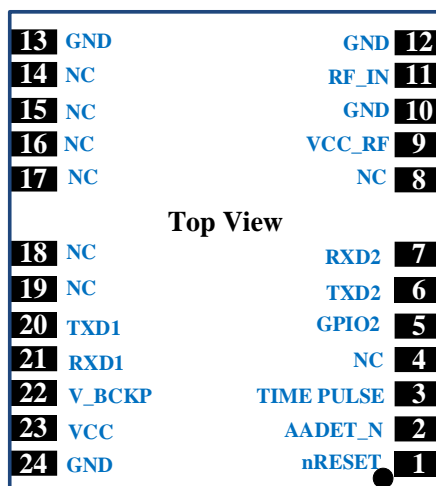 13 GND GND 12
14 NC RF_IN 11
15 NC GND 10
16 NC VCC_RF 9
17 NC NC 8
Top View
18 NC RXD2 7
19 NC TXD2 6
20 TXD1 GPIO2 5
21 RXD1 NC 4
22 V_BCKP TIME PULSE 3
23 VCC AADET_N 2
24 GND nRESET 1